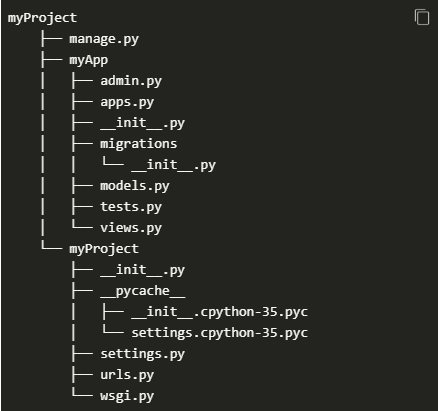 myProject
├── manage.py
├── myApp
│   ├── admin.py
│   ├── apps.py
│   ├── __init__.py
│   ├── migrations
│   │   └── __init__.py
│   ├── models.py
│   ├── tests.py
│   └── views.py
└── myProject
    ├── __init__.py
    ├── __pycache__
    │   ├── __init__.cpython-35.pyc
    │   └── settings.cpython-35.pyc
    ├── settings.py
    ├── urls.py
    └── wsgi.py